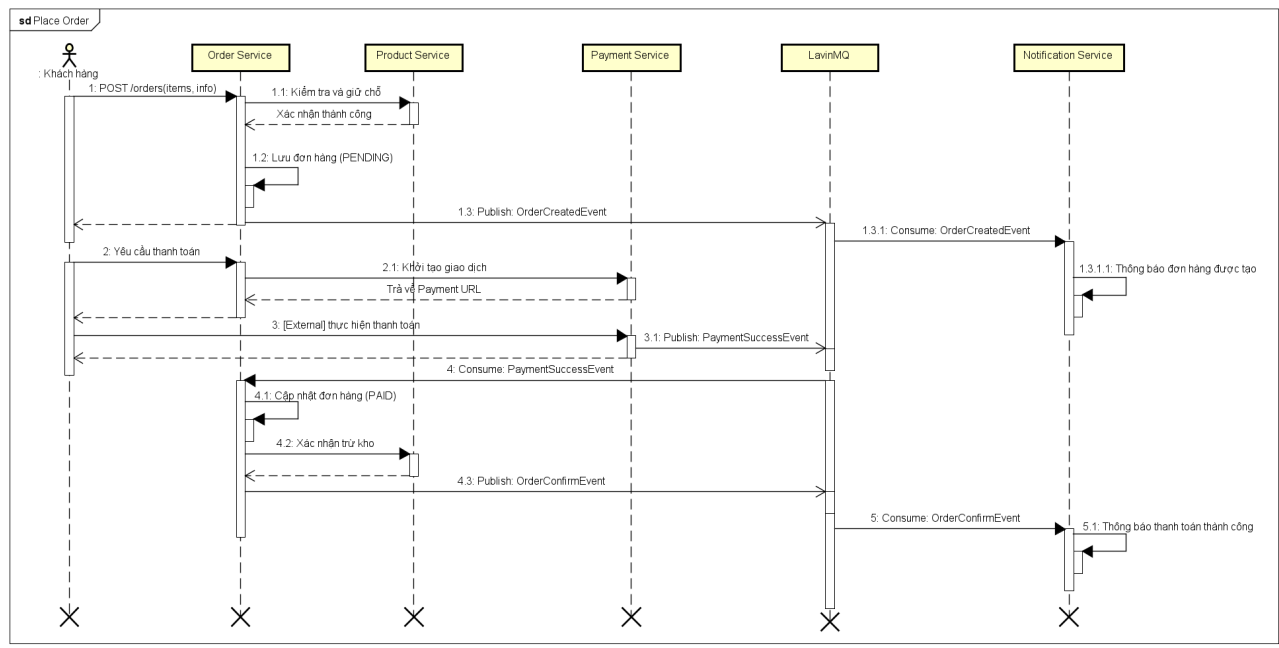 sd Place Order
Order Service
Product Service
Payment Service
LavinMQ
Notification Service
: Khách hàng
1: POST /orders(items, info)
1.1: Kiểm tra và giữ chỗ
Xác nhận thành công
1.2: Lưu đơn hàng (PENDING)
1.3: Publish: OrderCreatedEvent
1.3.1: Consume: OrderCreatedEvent
2: Yêu cầu thanh toán
2.1: Khởi tạo giao dịch
1.3.1.1: Thông báo đơn hàng được tạo
Trả về Payment URL
3: [External] thực hiện thanh toán
3.1: Publish: PaymentSuccessEvent
4: Consume: PaymentSuccessEvent
4.1: Cập nhật đơn hàng (PAID)
4.2: Xác nhận trừ kho
4.3: Publish: OrderConfirmEvent
5: Consume: OrderConfirmEvent
5.1: Thông báo thanh toán thành công